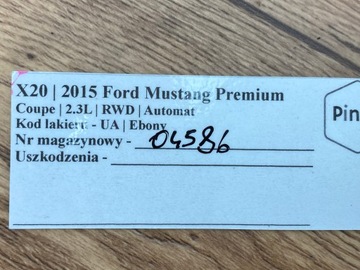 X20 | 2015 Ford Mustang Premium
Coupe | 2.3L | RWD | Automat
Kod lakieru - UA | Ebony
Nr magazynowy - 04586
Uszkodzenia -
Pin